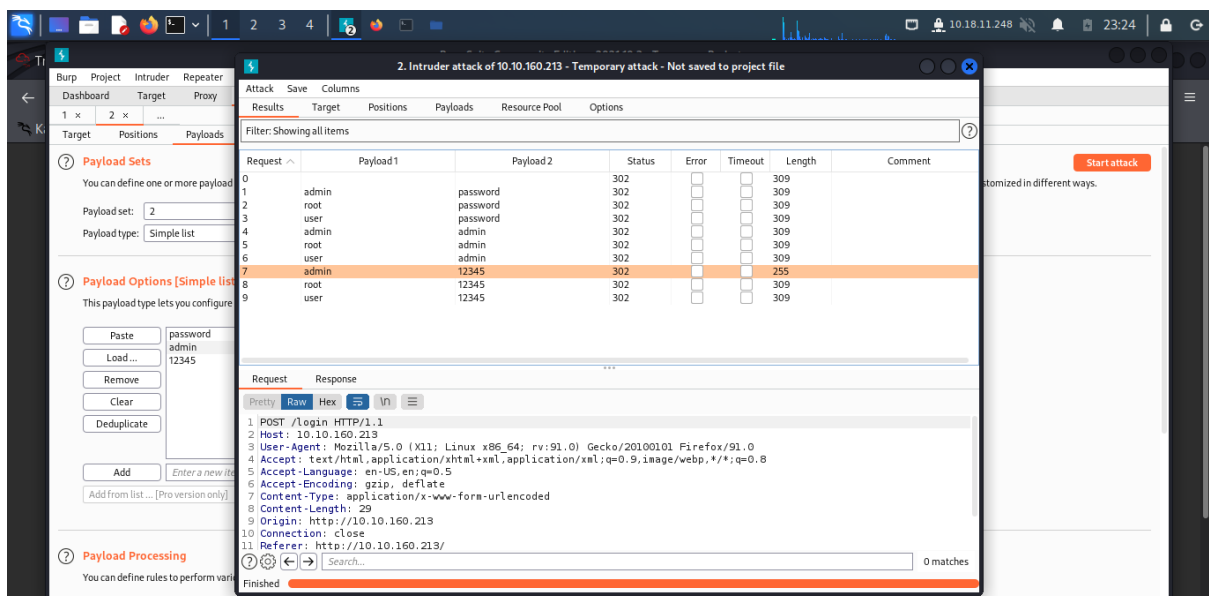 1 2 3 4 2 10.18.11.248 23:24
2. Intruder attack of 10.10.160.213 - Temporary attack - Not saved to project file
Burp Project Intruder Repeater
Dashboard Target Proxy
1 × 2 × ...
Target Positions Payloads
Attack Save Columns
Results Target Positions Payloads Resource Pool Options
Filter: Showing all items
Payload Sets
Start attack
You can define one or more payload
stomized in different ways.
Payload set: 2
Payload type: Simple list
Payload Options [Simple list
This payload type lets you configure
Paste
Load ...
Remove
Clear
Deduplicate
password
admin
12345
Add Enter a new ite
Add from list ... [Pro version only]
Payload Processing
You can define rules to perform vari
Request Payload 1 Payload 2 Status Error Timeout Length Comment
0 302 309
1 admin password 302 309
2 root password 302 309
3 user password 302 309
4 admin admin 302 309
5 root admin 302 309
6 user admin 302 309
7 admin 12345 302 255
8 root 12345 302 309
9 user 12345 302 309
Request Response
Pretty Raw Hex \n
1 POST /login HTTP/1.1
2 Host: 10.10.160.213
3 User-Agent: Mozilla/5.0 (X11; Linux x86_64; rv:91.0) Gecko/20100101 Firefox/91.0
4 Accept: text/html,application/xhtml+xml,application/xml;q=0.9,image/webp,*/*;q=0.8
5 Accept-Language: en-US,en;q=0.5
6 Accept-Encoding: gzip, deflate
7 Content-Type: application/x-www-form-urlencoded
8 Content-Length: 29
9 Origin: http://10.10.160.213
10 Connection: close
11 Referer: http://10.10.160.213/
Search... 0 matches
Finished